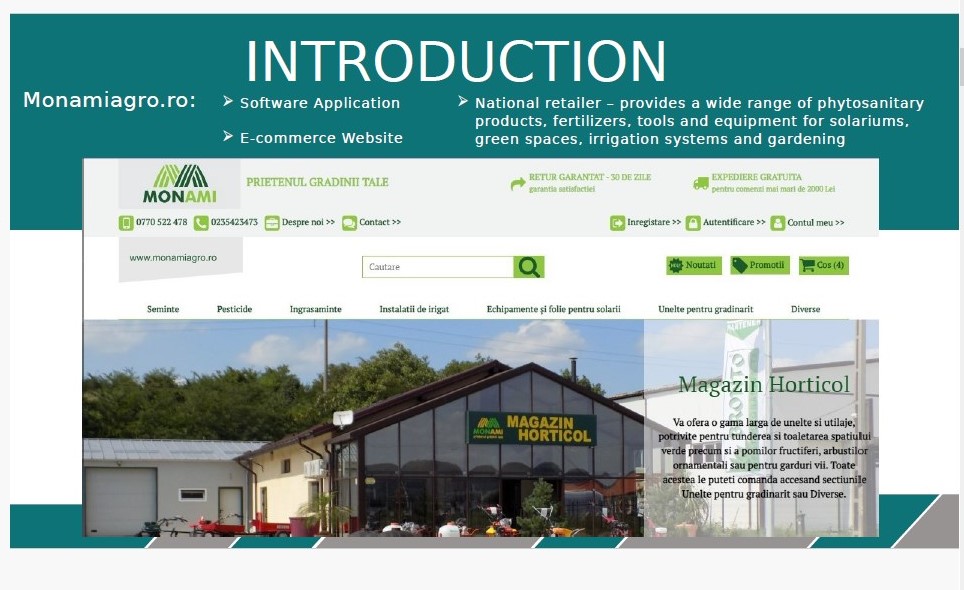 INTRODUCTION
Monamiagro.ro:
Software Application
E-commerce Website
National retailer – provides a wide range of phytosanitary
products, fertilizers, tools and equipment for solariums,
green spaces, irrigation systems and gardening
MONAMI
PRIETENUL GRADINII TALE
RETUR GARANTAT - 30 DE ZILE
garantia satisfactiei
EXPEDIERE GRATUITA
pentru comenzi mai mari de 2000 Lei
0770 522 478
0235423473
Despre noi >>
Contact >>
Inregistare >>
Autentificare >>
Contul meu >>
www.monamiagro.ro
Cautare
Noutati
Promotii
Cos (4)
Seminte
Pesticide
Ingrasaminte
Instalatii de irigat
Echipamente și folie pentru solarii
Unelte pentru gradinarit
Diverse
MONAMI
MAGAZIN
HORTICOL
Magazin Horticol
Va ofera o gama larga de unelte si utilaje,
potrivite pentru tunderea si toaletarea spatiului
verde precum si a pomilor fructiferi, arbustilor
ornamentali sau pentru garduri vii. Toate
acestea le puteti comanda accesand sectiunile
Unelte pentru gradinarit sau Diverse.